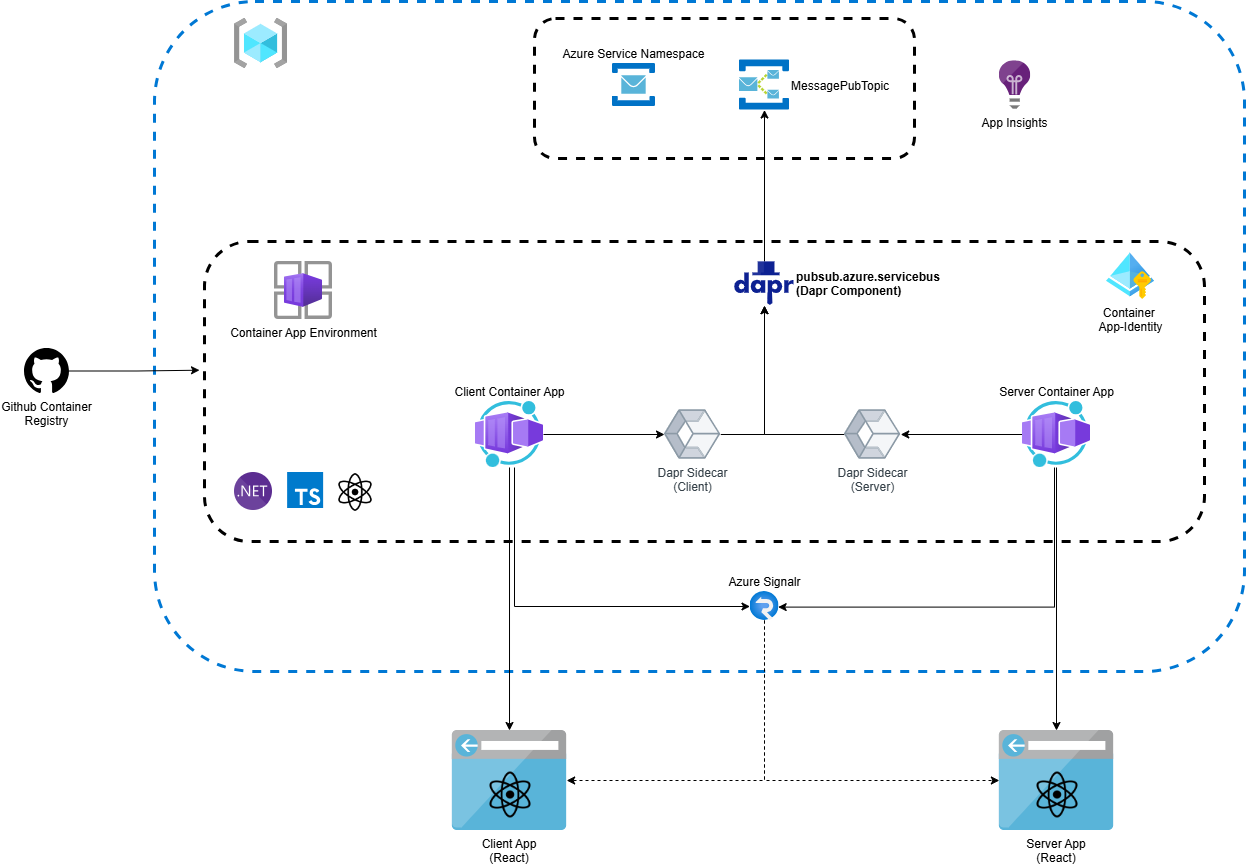 Azure Service Namespace
MessagePubTopic
App Insights
dapr
pubsub.azure.servicebus
(Dapr Component)
Container
App-Identity
Container App Environment
Github Container
Registry
Client Container App
Server Container App
Dapr Sidecar
(Client)
Dapr Sidecar
(Server)
.NET
TS
Azure Signalr
Client App
(React)
Server App
(React)